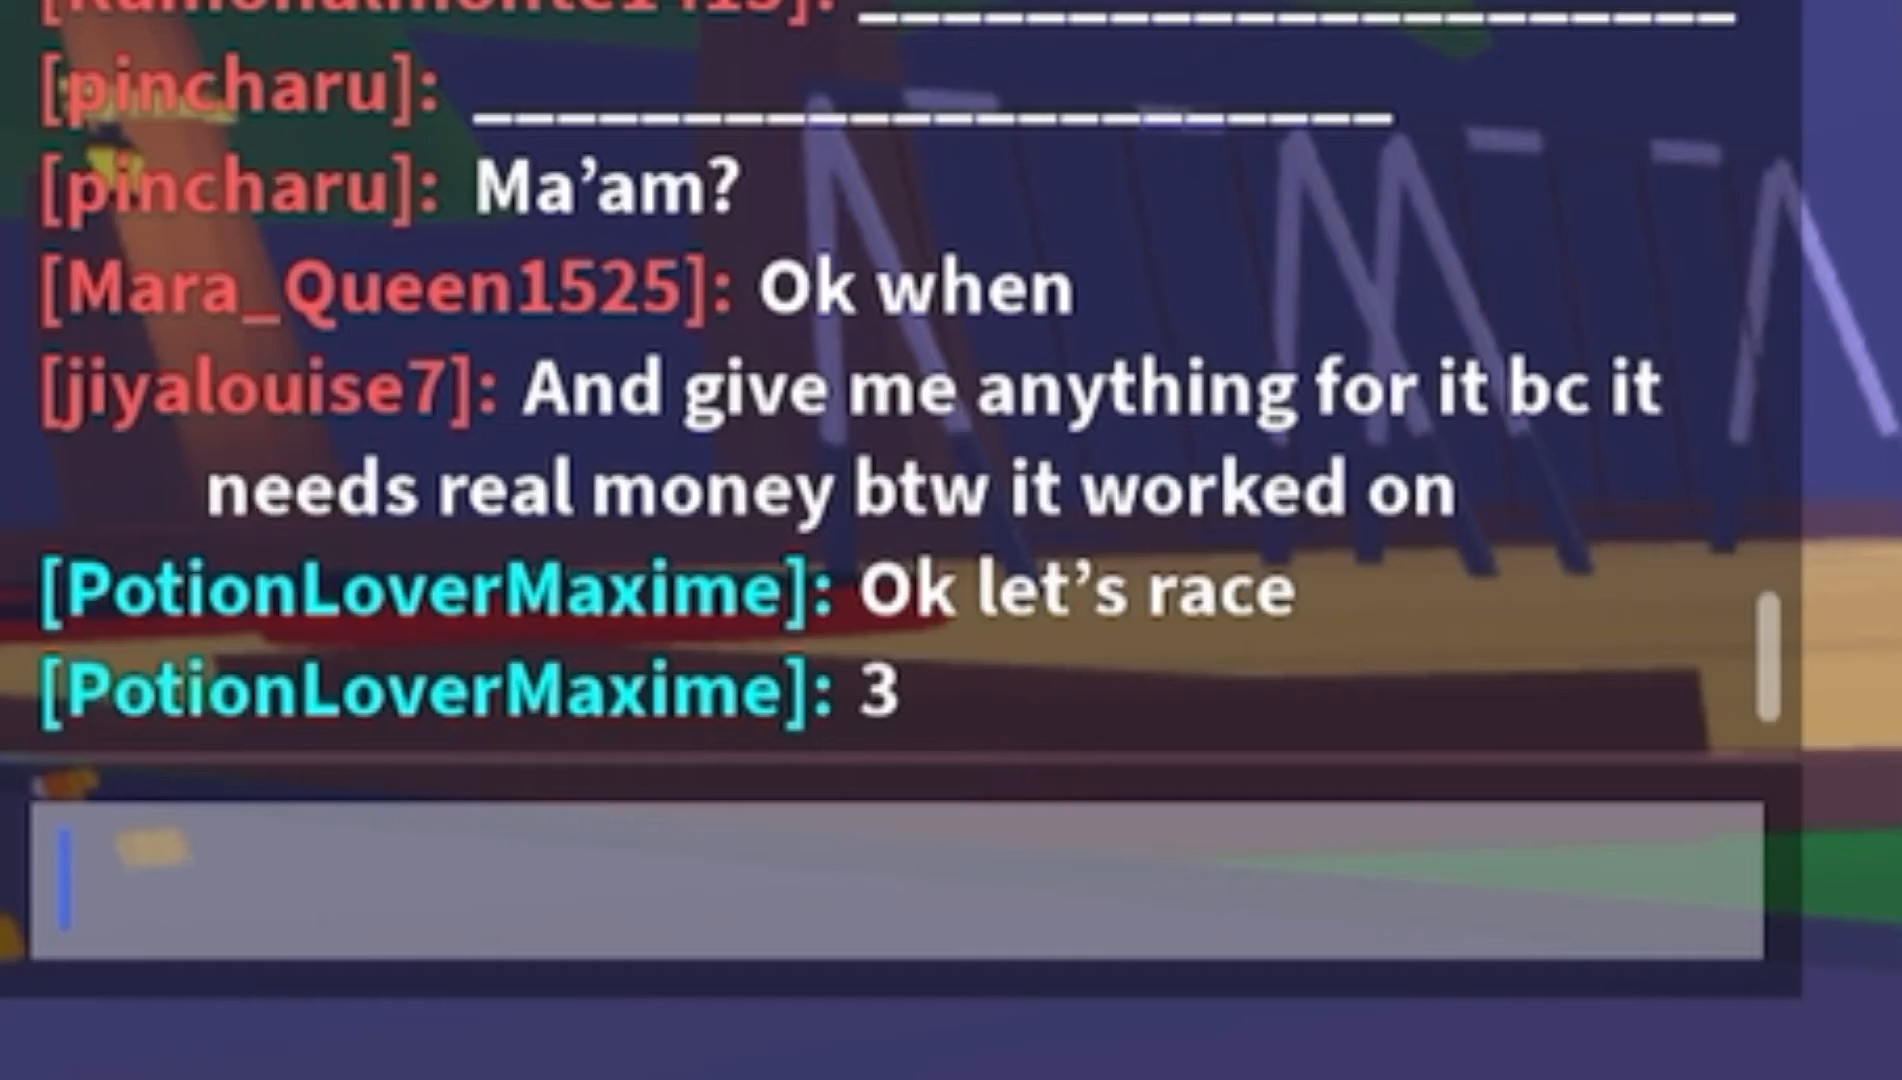 [pincharu]: ______________________
[pincharu]: Ma’am?
[Mara_Queen1525]: Ok when
[jiyalouise7]: And give me anything for it bc it
needs real money btw it worked on
[PotionLoverMaxime]: Ok let’s race
[PotionLoverMaxime]: 3